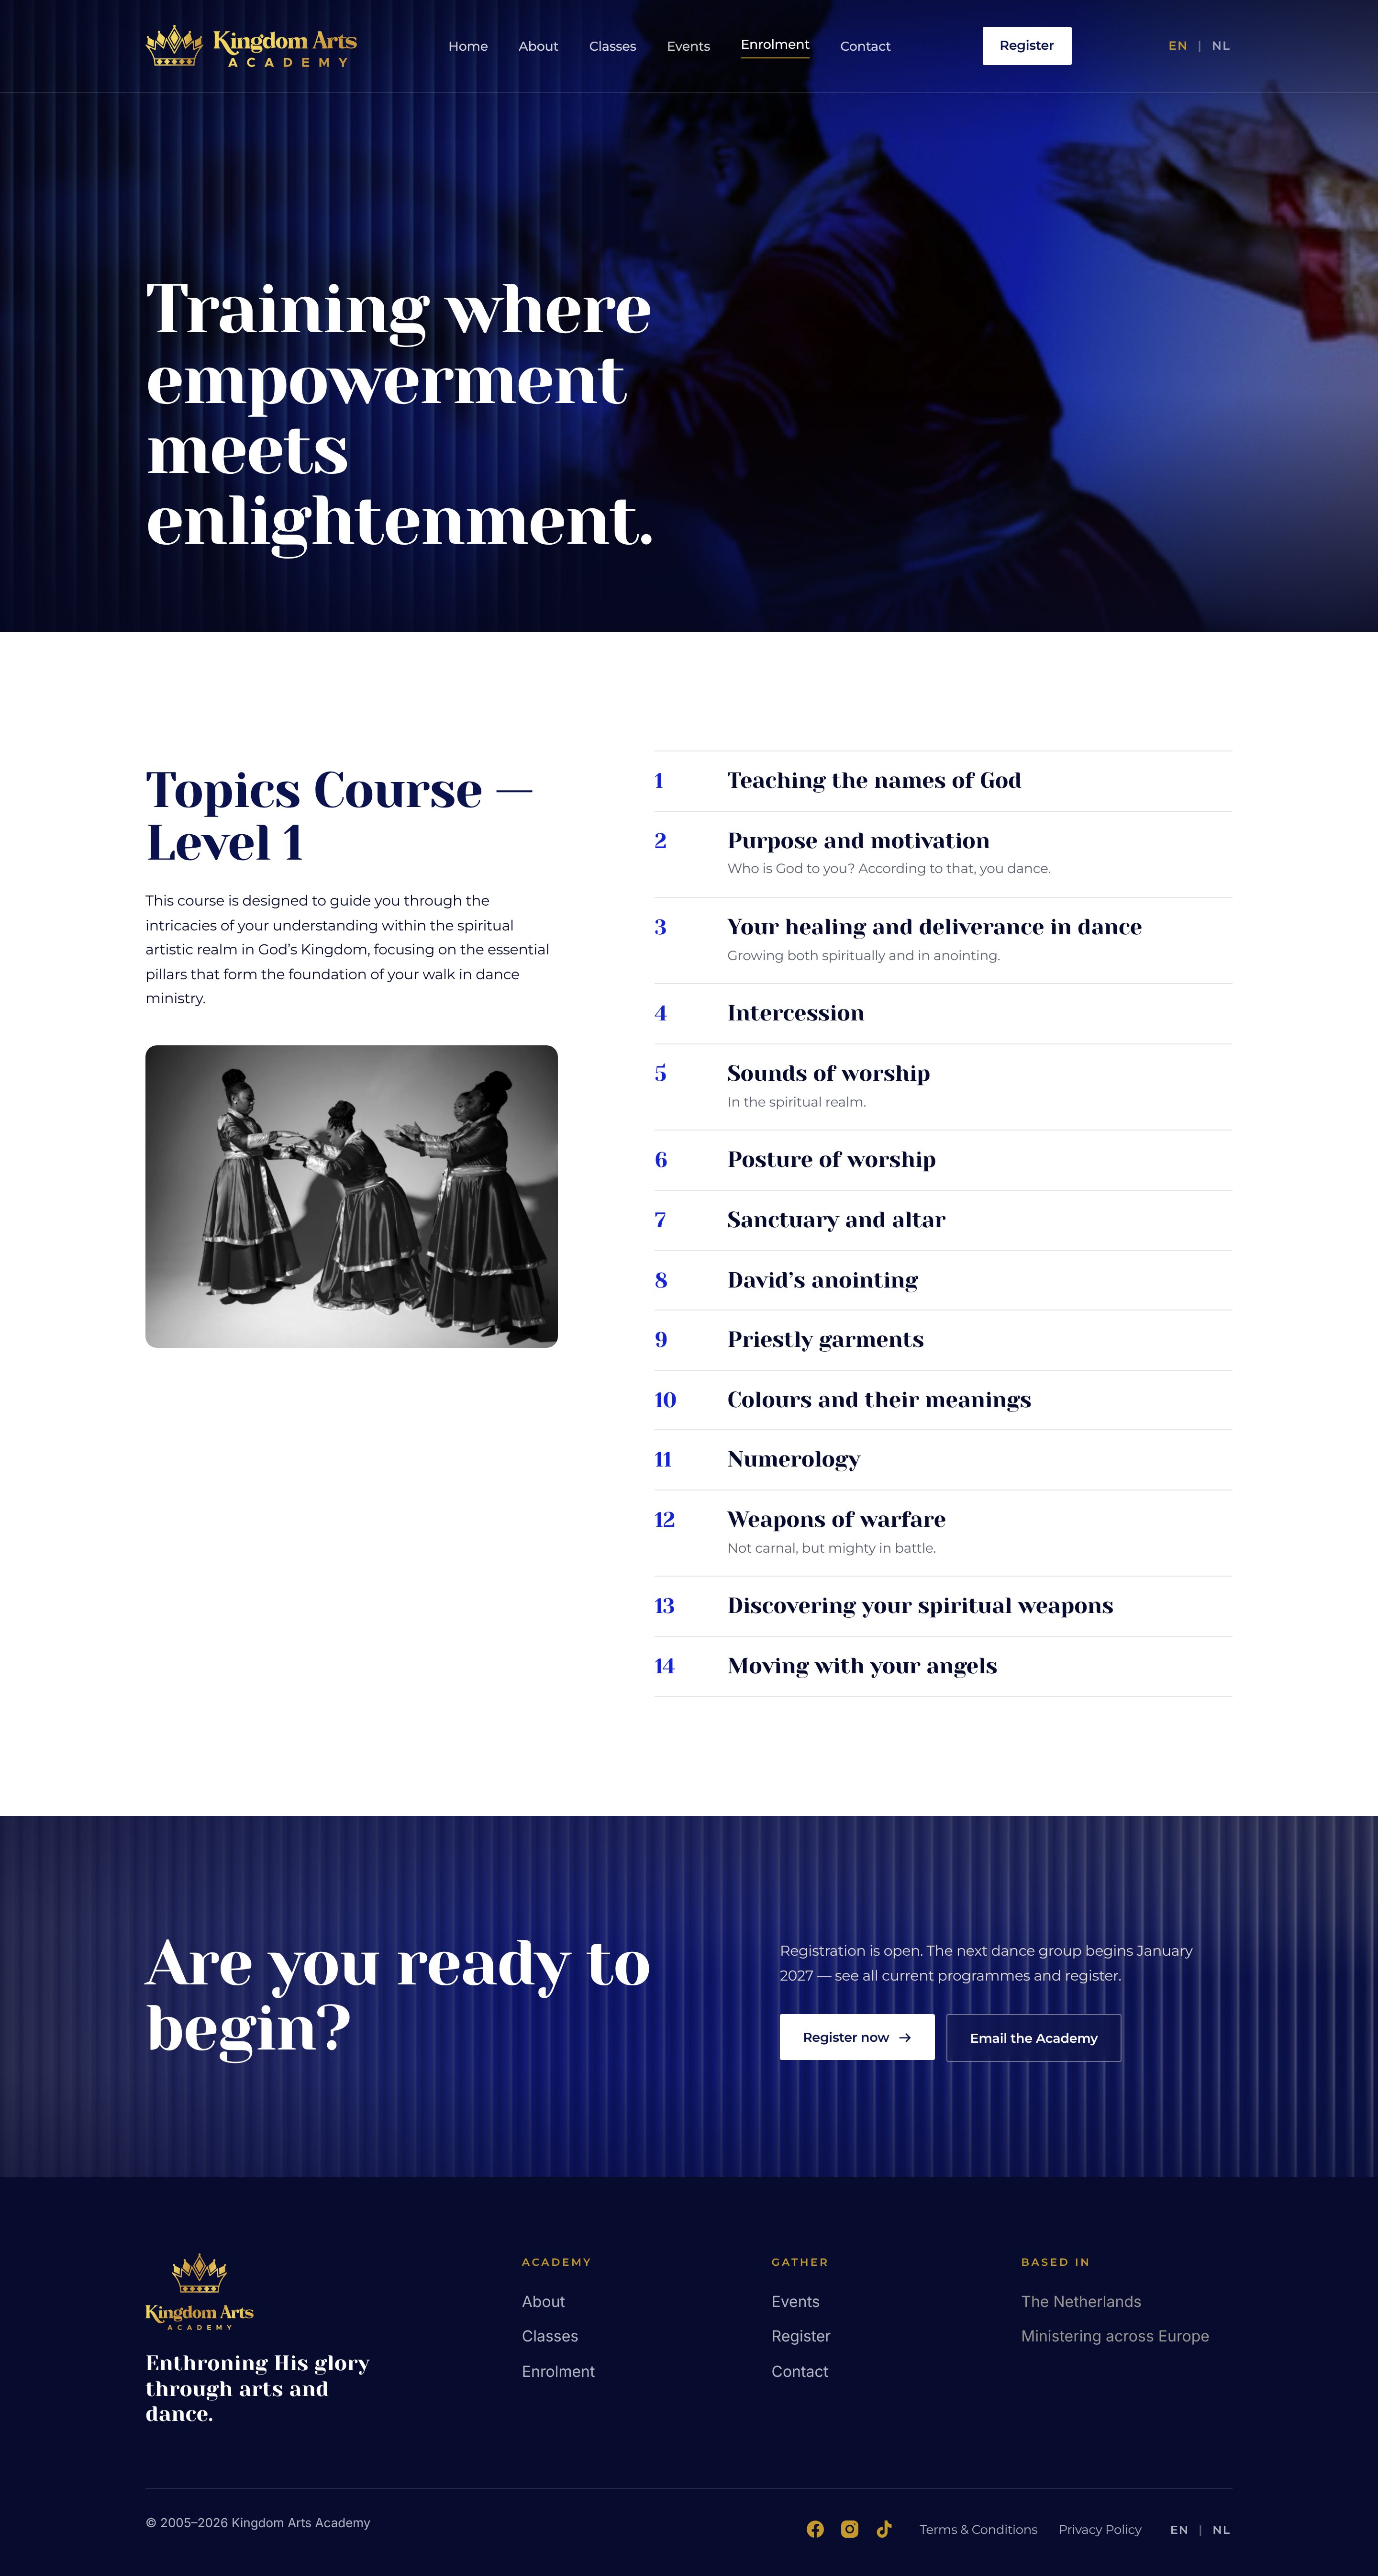 Kingdom Arts
ACADEMY
Home
About
Classes
Events
Enrolment
Contact
Register
EN | NL
Training where
empowerment
meets
enlightenment.
Topics Course —
Level 1
This course is designed to guide you through the
intricacies of your understanding within the spiritual
artistic realm in God’s Kingdom, focusing on the essential
pillars that form the foundation of your walk in dance
ministry.
1 Teaching the names of God
2 Purpose and motivation
Who is God to you? According to that, you dance.
3 Your healing and deliverance in dance
Growing both spiritually and in anointing.
4 Intercession
5 Sounds of worship
In the spiritual realm.
6 Posture of worship
7 Sanctuary and altar
8 David’s anointing
9 Priestly garments
10 Colours and their meanings
11 Numerology
12 Weapons of warfare
Not carnal, but mighty in battle.
13 Discovering your spiritual weapons
14 Moving with your angels
Are you ready to
begin?
Registration is open. The next dance group begins January
2027 — see all current programmes and register.
Register now →
Email the Academy
Kingdom Arts
ACADEMY
Enthroning His glory
through arts and
dance.
ACADEMY
About
Classes
Enrolment
GATHER
Events
Register
Contact
BASED IN
The Netherlands
Ministering across Europe
© 2005–2026 Kingdom Arts Academy
Terms & Conditions
Privacy Policy
EN | NL